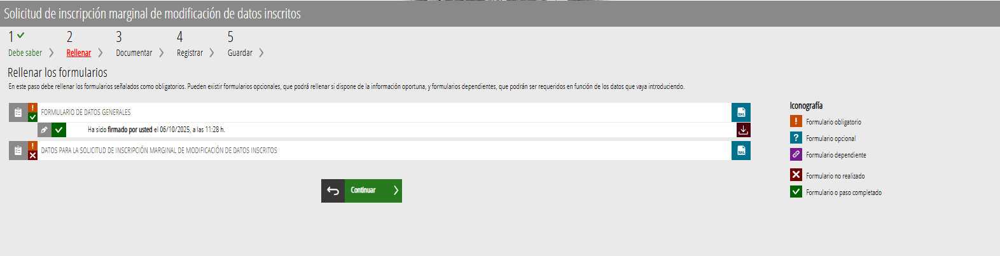 Solicitud de inscripción marginal de modificación de datos inscritos
1 2 3 4 5
Debe saber Rellenar Documentar Registrar Guardar
Rellenar los formularios
En este paso debe rellenar los formularios señalados como obligatorios. Pueden existir formularios opcionales, que podrá rellenar si dispone de la información oportuna, y formularios dependientes, que podrán ser requeridos en función de los datos que vaya introduciendo.
! FORMULARIO DE DATOS GENERALES XML
Ha sido firmado por usted el 06/10/2025, a las 11:28 h.
! DATOS PARA LA SOLICITUD DE INSCRIPCIÓN MARGINAL DE MODIFICACIÓN DE DATOS INSCRITOS XML
Continuar
Iconografía
! Formulario obligatorio
? Formulario opcional
Formulario dependiente
Formulario no realizado
Formulario o paso completado